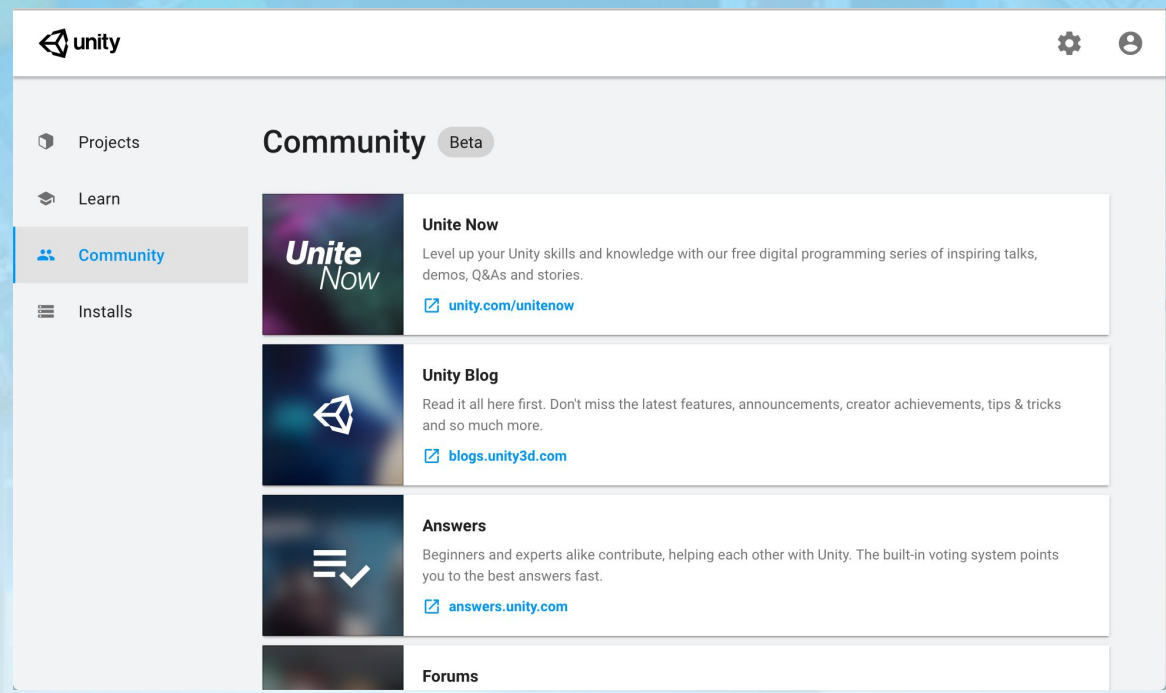 unity
Projects
Learn
Community
Installs
Community Beta
Unite
Now
Unite Now
Level up your Unity skills and knowledge with our free digital programming series of inspiring talks,
demos, Q&As and stories.
unity.com/unitenow
Unity Blog
Read it all here first. Don't miss the latest features, announcements, creator achievements, tips & tricks
and so much more.
blogs.unity3d.com
Answers
Beginners and experts alike contribute, helping each other with Unity. The built-in voting system points
you to the best answers fast.
answers.unity.com
Forums